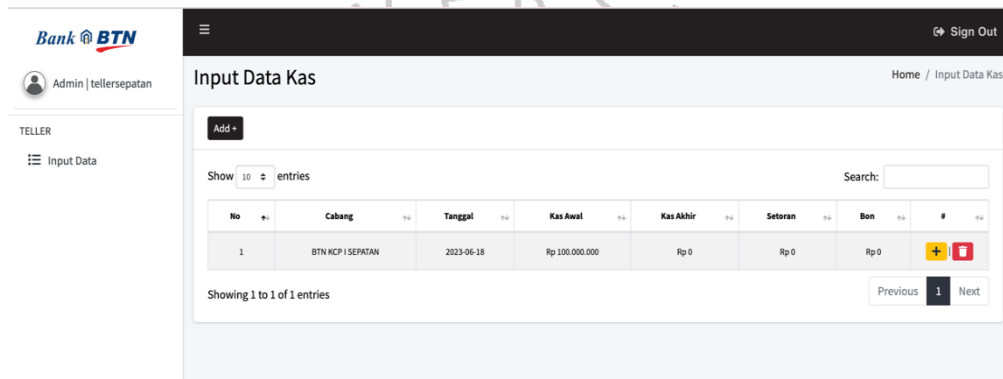 Bank BTN
Sign Out
Admin | tellersepatan
Input Data Kas
Home / Input Data Kas
TELLER
Input Data
Add +
Show 10 entries
Search:
No Cabang Tanggal Kas Awal Kas Akhir Setoran Bon #
1 BTN KCP I SEPATAN 2023-06-18 Rp 100.000.000 Rp 0 Rp 0 Rp 0 + |
Showing 1 to 1 of 1 entries
Previous 1 Next